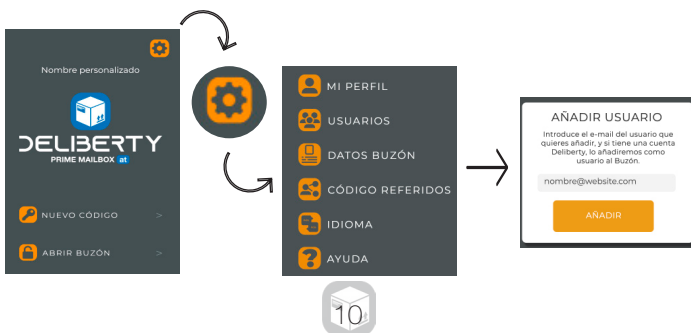 Nombre personalizado
DELIBERTY
PRIME MAILBOX at
NUEVO CÓDIGO >
ABRIR BUZÓN >
MI PERFIL
USUARIOS
DATOS BUZÓN
CÓDIGO REFERIDOS
IDIOMA
AYUDA
AÑADIR USUARIO
Introduce el e-mail del usuario que
quieres añadir, y si tiene una cuenta
Deliberty, lo añadiremos como
usuario al Buzón.
nombre@website.com
AÑADIR
10